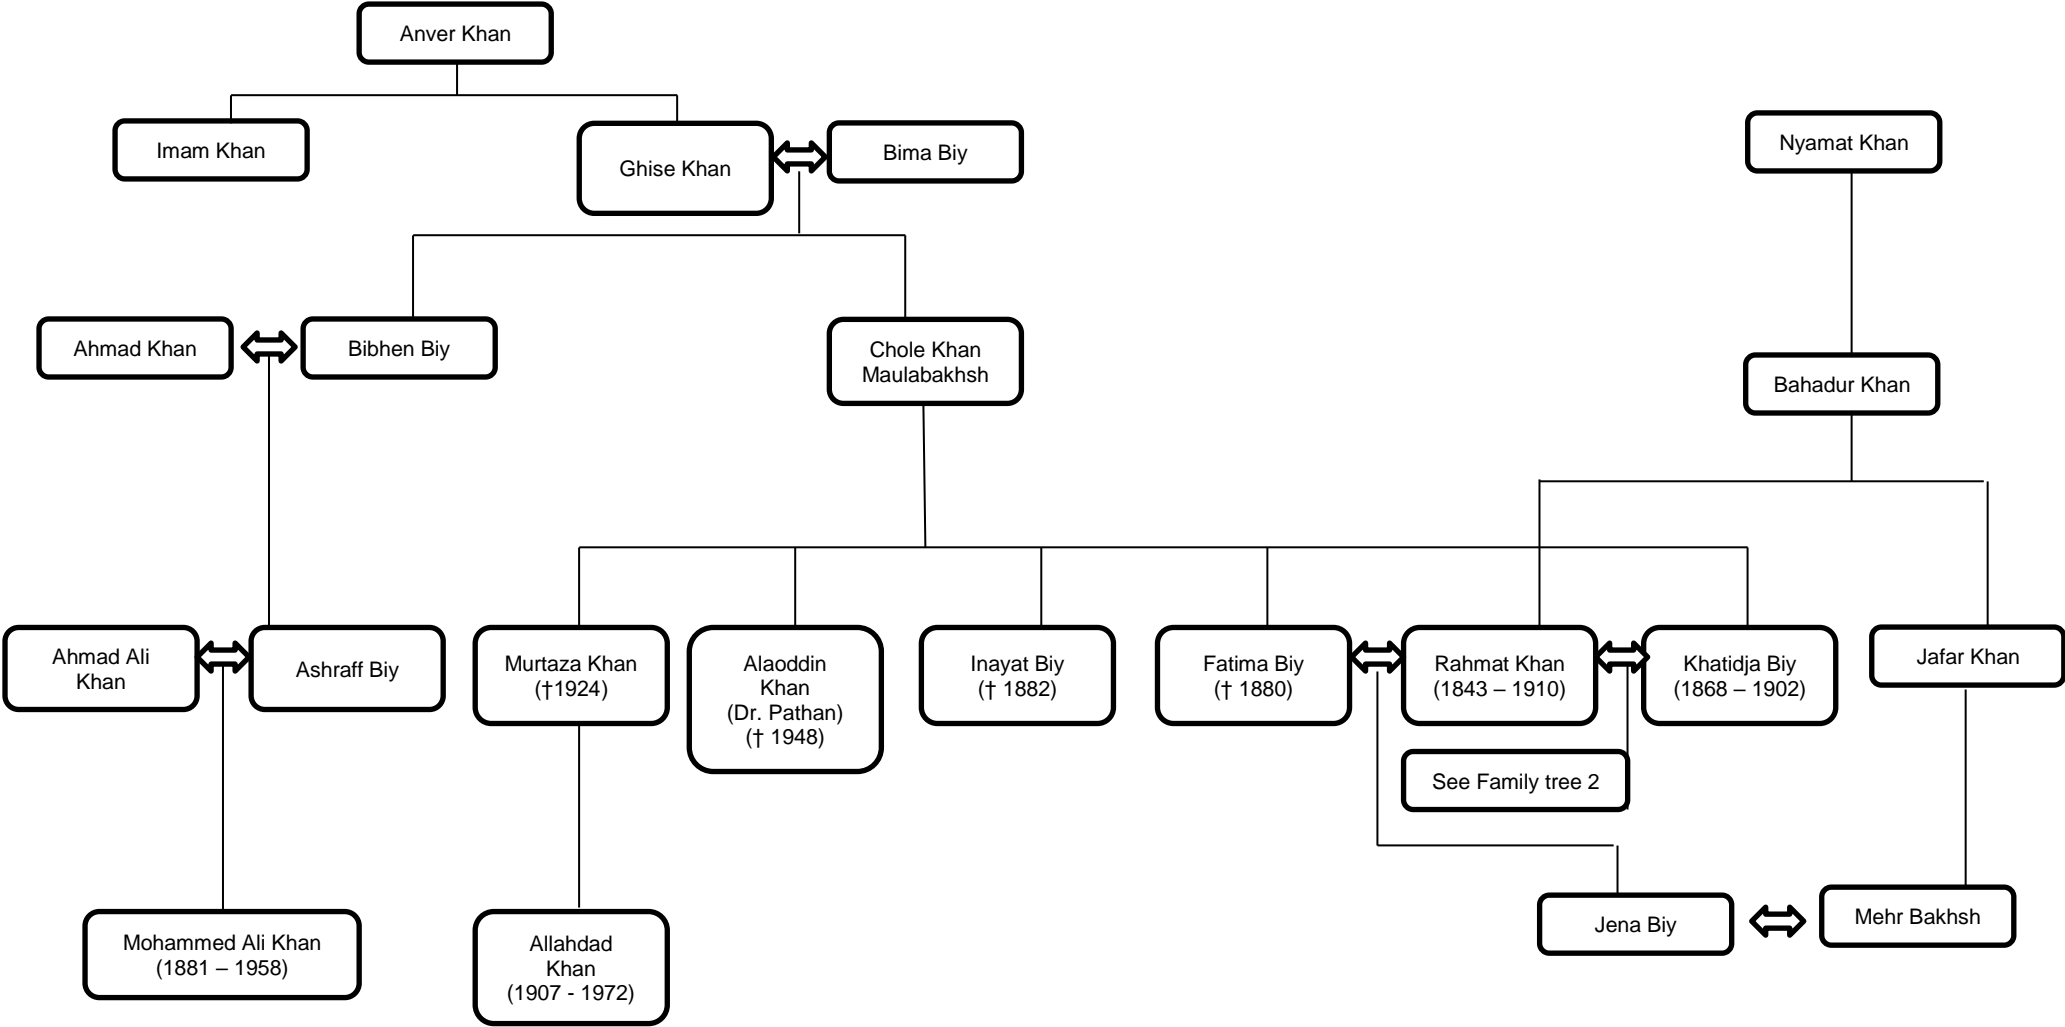 Anver Khan
Imam Khan
Ghise Khan
Bima Biy
Nyamat Khan
Ahmad Khan
Bibhen Biy
Chole Khan
Maulabakhsh
Bahadur Khan
Ahmad Ali
Khan
Ashraff Biy
Murtaza Khan
(†1924)
Alaoddin
Khan
(Dr. Pathan)
(† 1948)
Inayat Biy
(† 1882)
Fatima Biy
(† 1880)
Rahmat Khan
(1843 – 1910)
Khatidja Biy
(1868 – 1902)
Jafar Khan
See Family tree 2
Mohammed Ali Khan
(1881 – 1958)
Allahdad
Khan
(1907 - 1972)
Jena Biy
Mehr Bakhsh